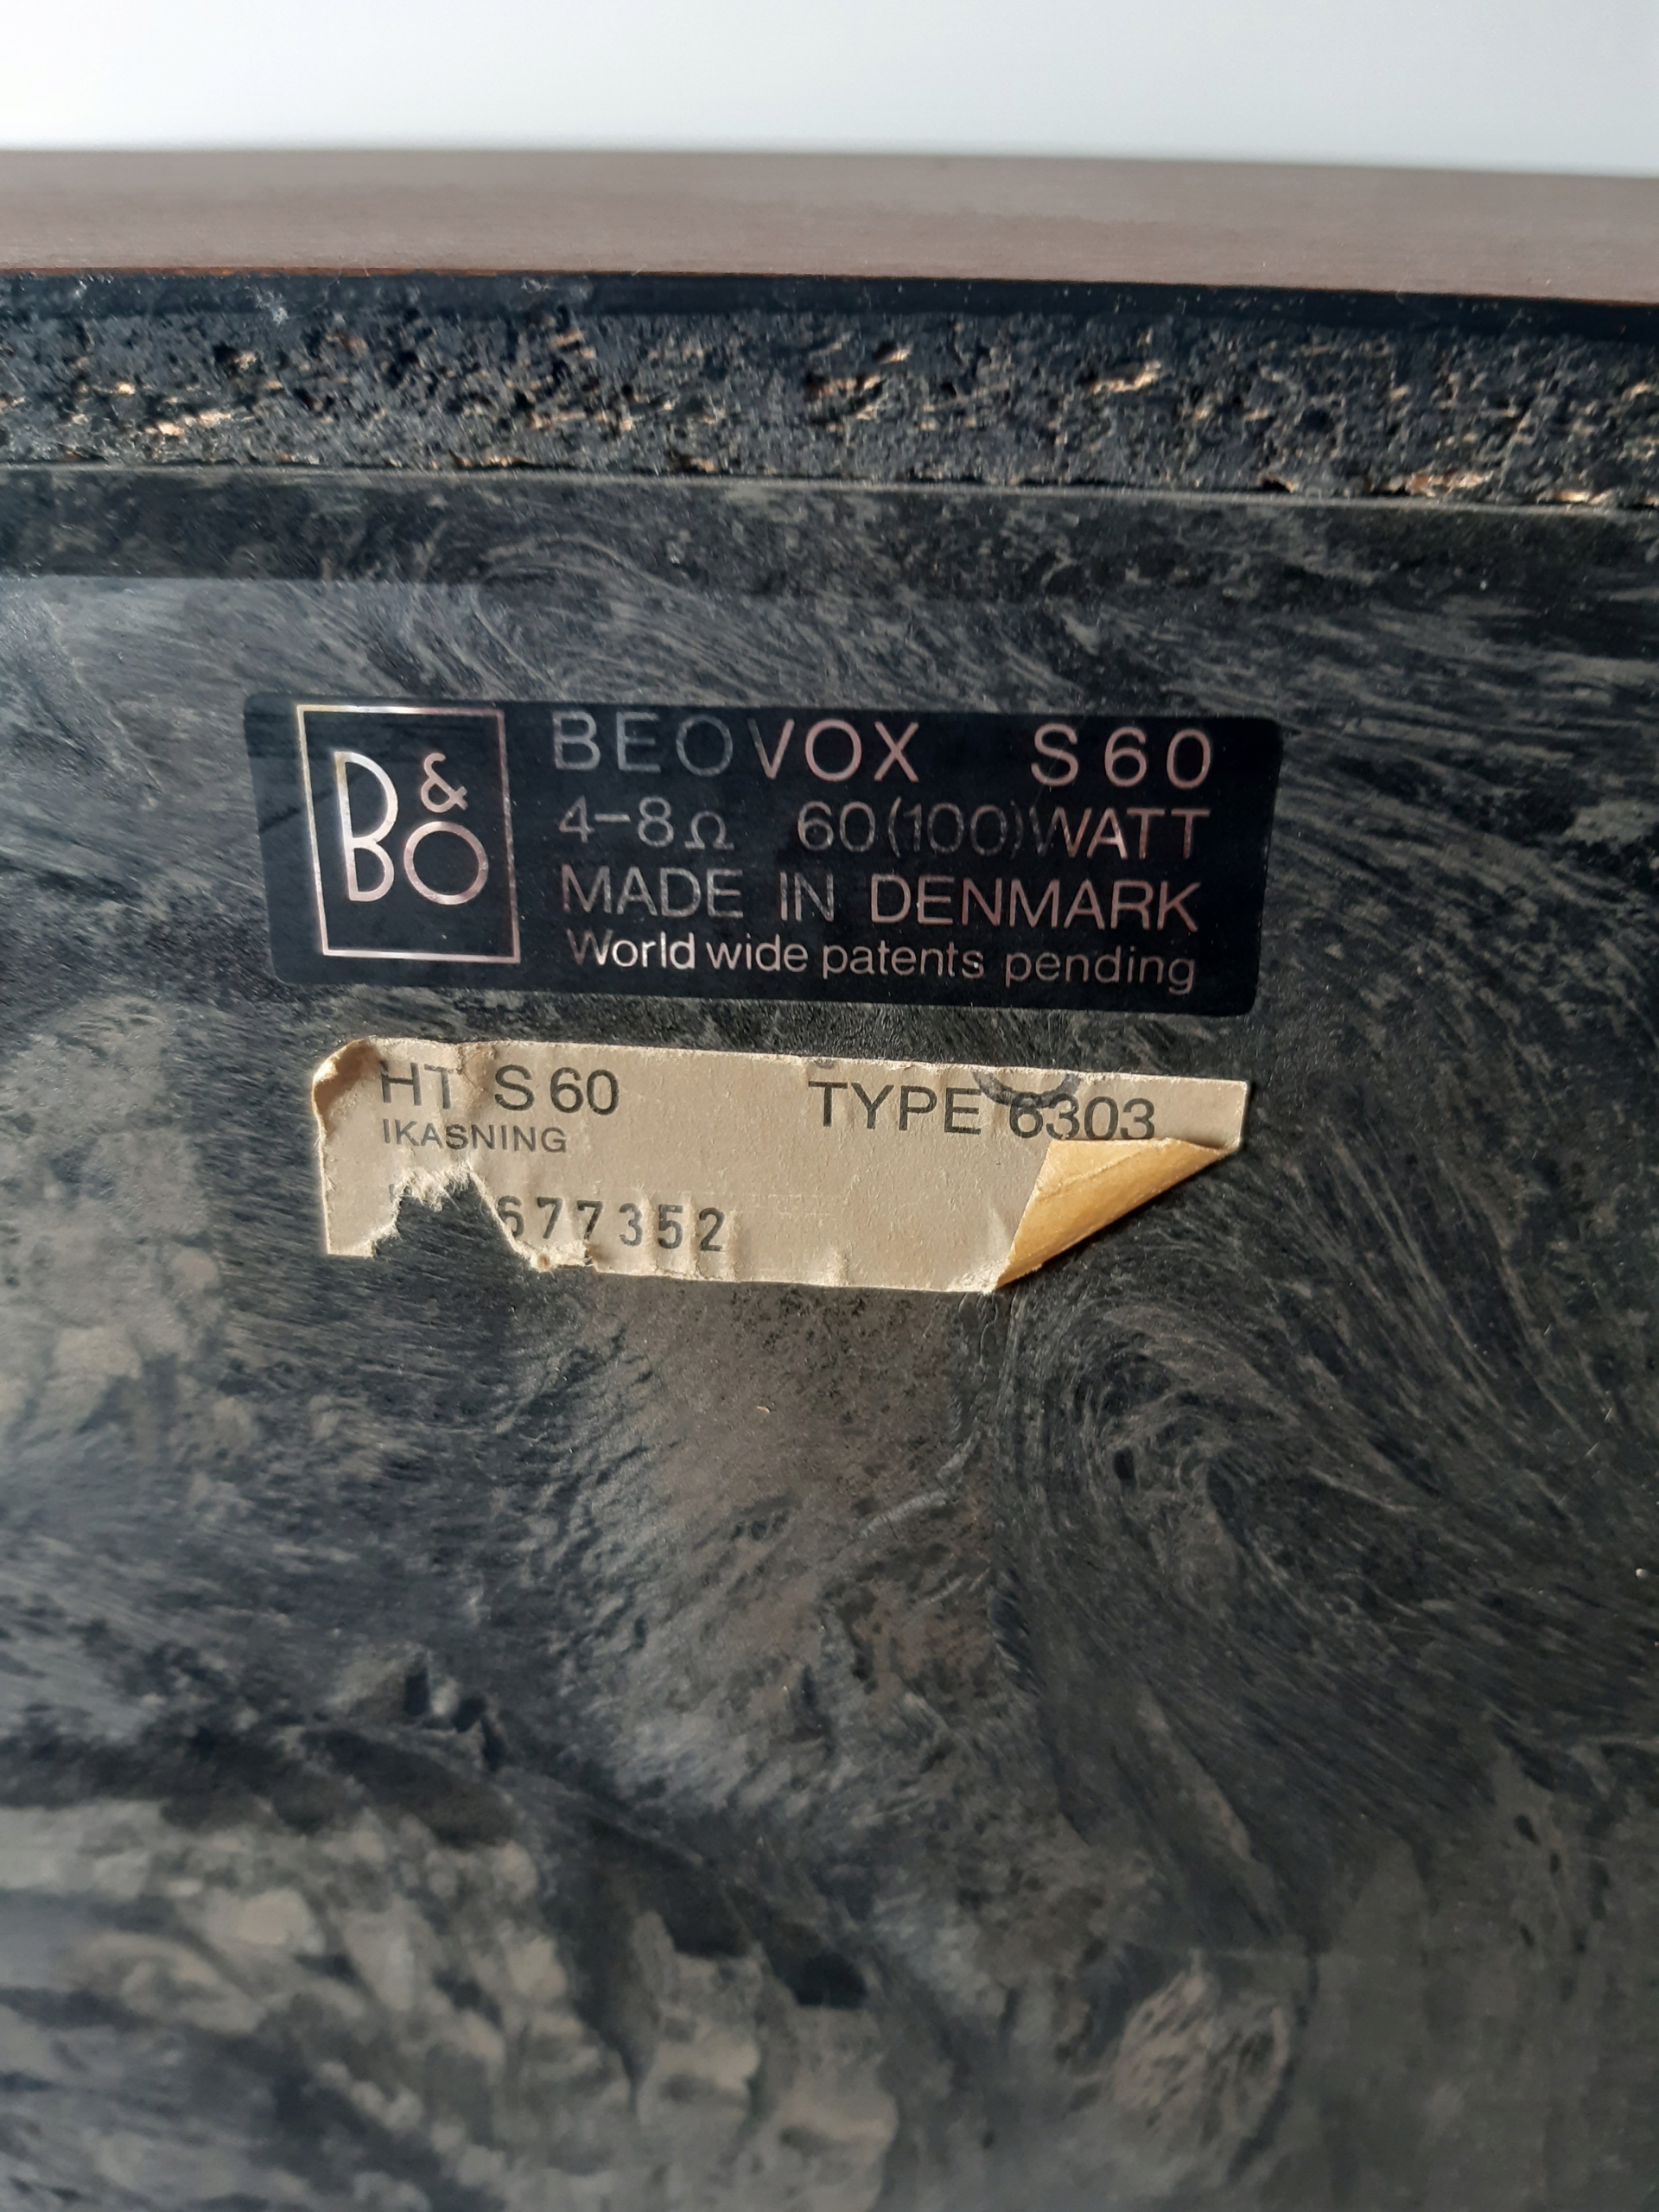 B&O
BEOVOX S60
4-8Ω 60(100)WATT
MADE IN DENMARK
World wide patents pending
HT S60 TYPE 6303
IKASNING
677352